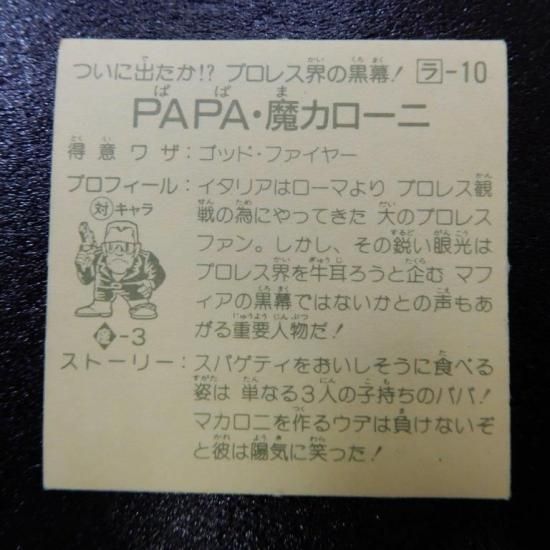 ついに出たか!? プロレス界の黒幕! ラ-10
PAPA・魔カローニ
得意ワザ:ゴッド・ファイヤー
プロフィール:イタリアはローマより プロレス観
戦の為にやってきた 大のプロレス
ファン。しかし、その鋭い眼光は
プロレス界を牛耳ろうと企む マフ
ィアの黒幕ではないかとの声もあ
がる重要人物だ!
対 キャラ
-3
ストーリー:スパゲティをおいしそうに食べる
姿は 単なる3人の子持ちのパパ!
マカロニを作るウデは負けないぞ
と彼は陽気に笑った!